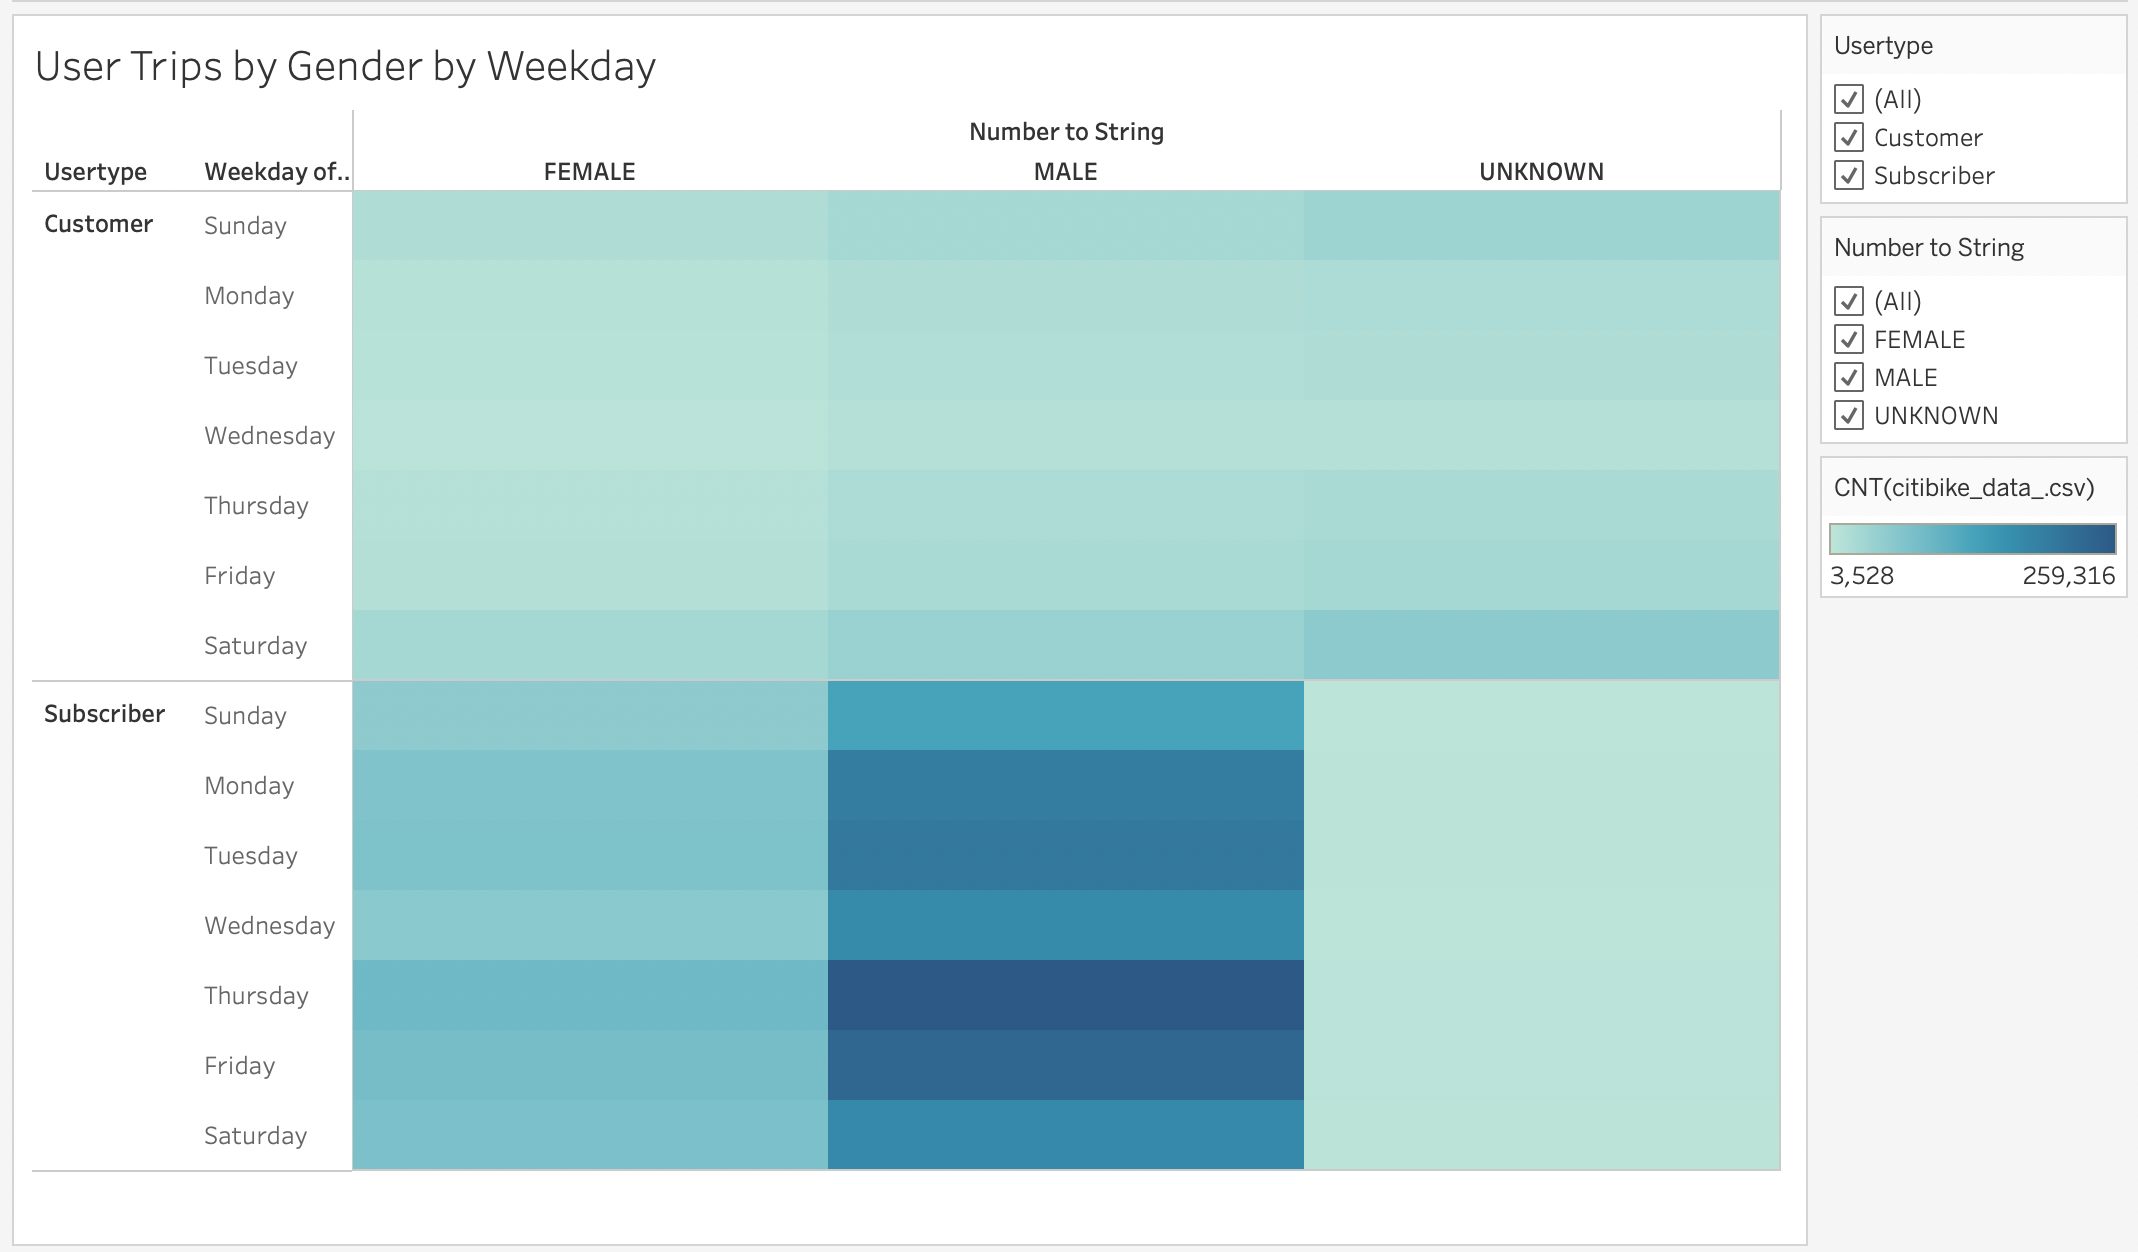 User Trips by Gender by Weekday
Number to String
Usertype Weekday of.. FEMALE MALE UNKNOWN
Customer Sunday
Monday
Tuesday
Wednesday
Thursday
Friday
Saturday
Subscriber Sunday
Monday
Tuesday
Wednesday
Thursday
Friday
Saturday
Usertype
(All)
Customer
Subscriber
Number to String
(All)
FEMALE
MALE
UNKNOWN
CNT(citibike_data_.csv)
3,528 259,316